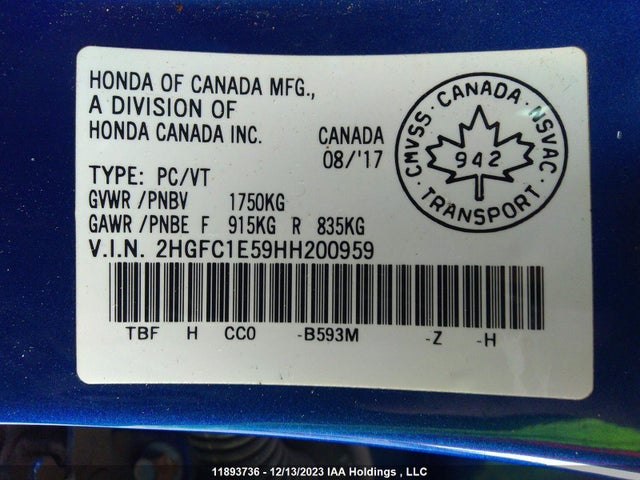 HONDA OF CANADA MFG.,
A DIVISION OF
HONDA CANADA INC.
CANADA
08/'17
TYPE: PC/VT
GVWR /PNBV 1750KG
GAWR /PNBE F 915KG R 835KG
V.I.N. 2HGFC1E59HH200959
TBF H CC0 -B593M -Z -H
CMVSS · CANADA · NSVAC · TRANSPORT ·
942
11893736 - 12/13/2023 IAA Holdings , LLC